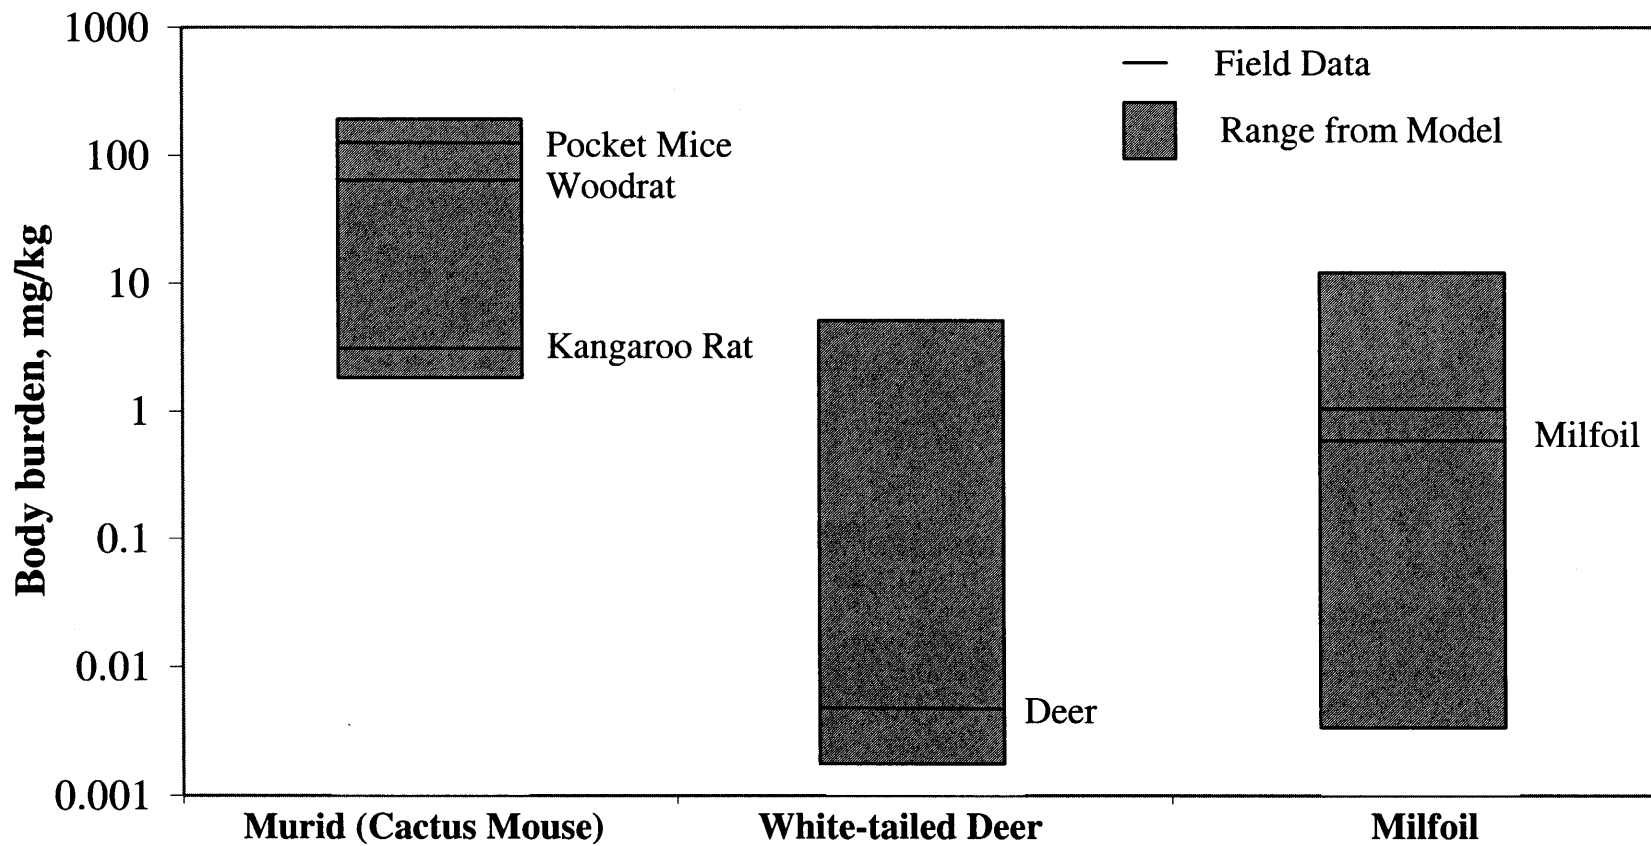 1000
100
10
1
0.1
0.01
0.001
Body burden, mg/kg
Field Data
Range from Model
Pocket Mice
Woodrat
Kangaroo Rat
Deer
Milfoil
Murid (Cactus Mouse)
White-tailed Deer
Milfoil